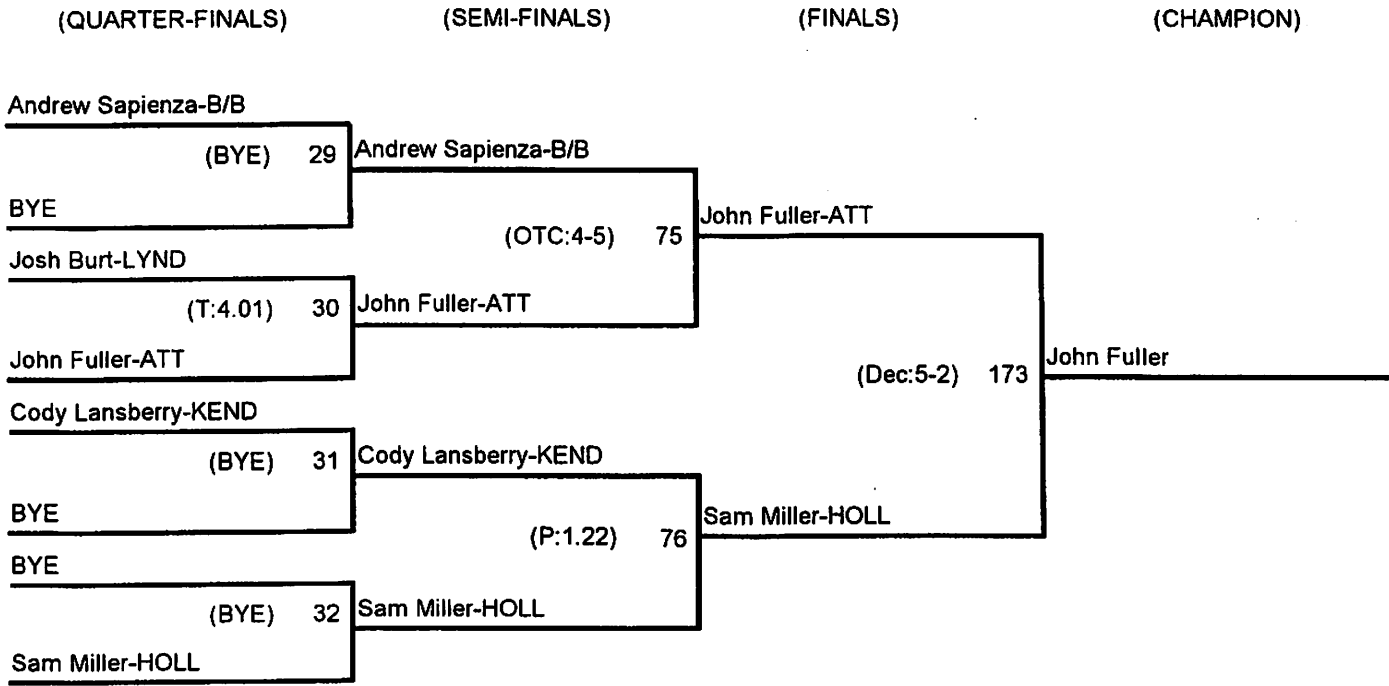 (QUARTER-FINALS) (SEMI-FINALS) (FINALS) (CHAMPION)
Andrew Sapienza-B/B
(BYE) 29 Andrew Sapienza-B/B
BYE
John Fuller-ATT
(OTC:4-5) 75
Josh Burt-LYND
(T:4.01) 30 John Fuller-ATT
John Fuller-ATT
John Fuller
(Dec:5-2) 173
Cody Lansberry-KEND
(BYE) 31 Cody Lansberry-KEND
BYE
Sam Miller-HOLL
(P:1.22) 76
BYE
(BYE) 32 Sam Miller-HOLL
Sam Miller-HOLL